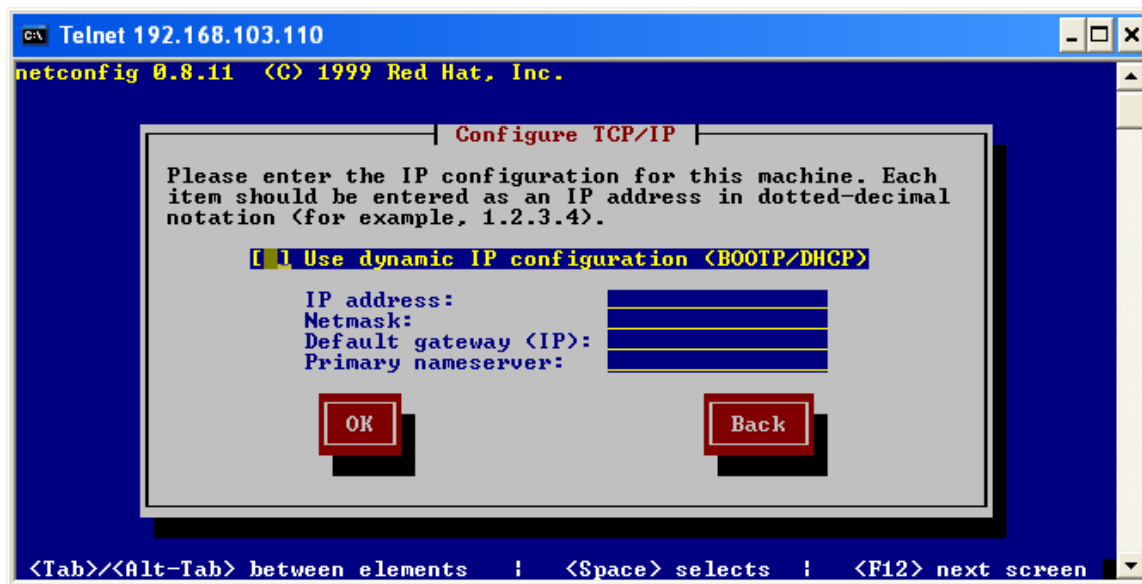 Telnet 192.168.103.110
netconfig 0.8.11 (C) 1999 Red Hat, Inc.
Configure TCP/IP
Please enter the IP configuration for this machine. Each
item should be entered as an IP address in dotted-decimal
notation (for example, 1.2.3.4).
[ ] Use dynamic IP configuration (BOOTP/DHCP)
IP address:
Netmask:
Default gateway (IP):
Primary nameserver:
OK Back
<Tab>/<Alt-Tab> between elements ¦ <Space> selects ¦ <F12> next screen